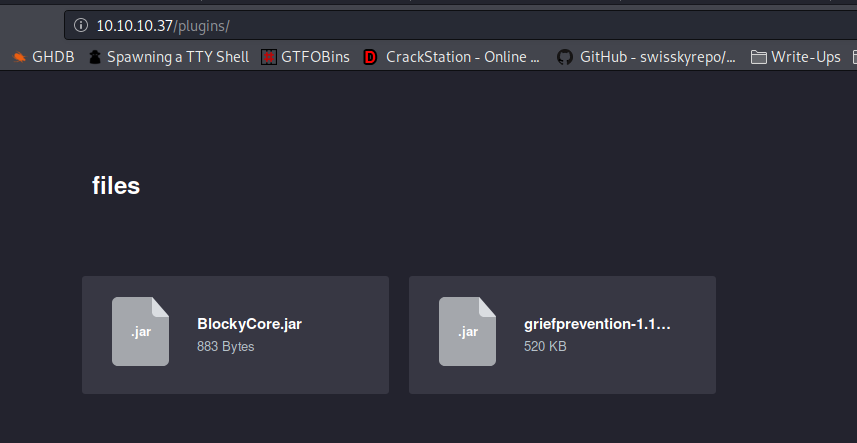 10.10.10.37/plugins/
GHDB Spawning a TTY Shell GTFOBins CrackStation - Online ... GitHub - swisskyrepo/... Write-Ups
files
.jar
BlockyCore.jar
883 Bytes
.jar
griefprevention-1.1...
520 KB